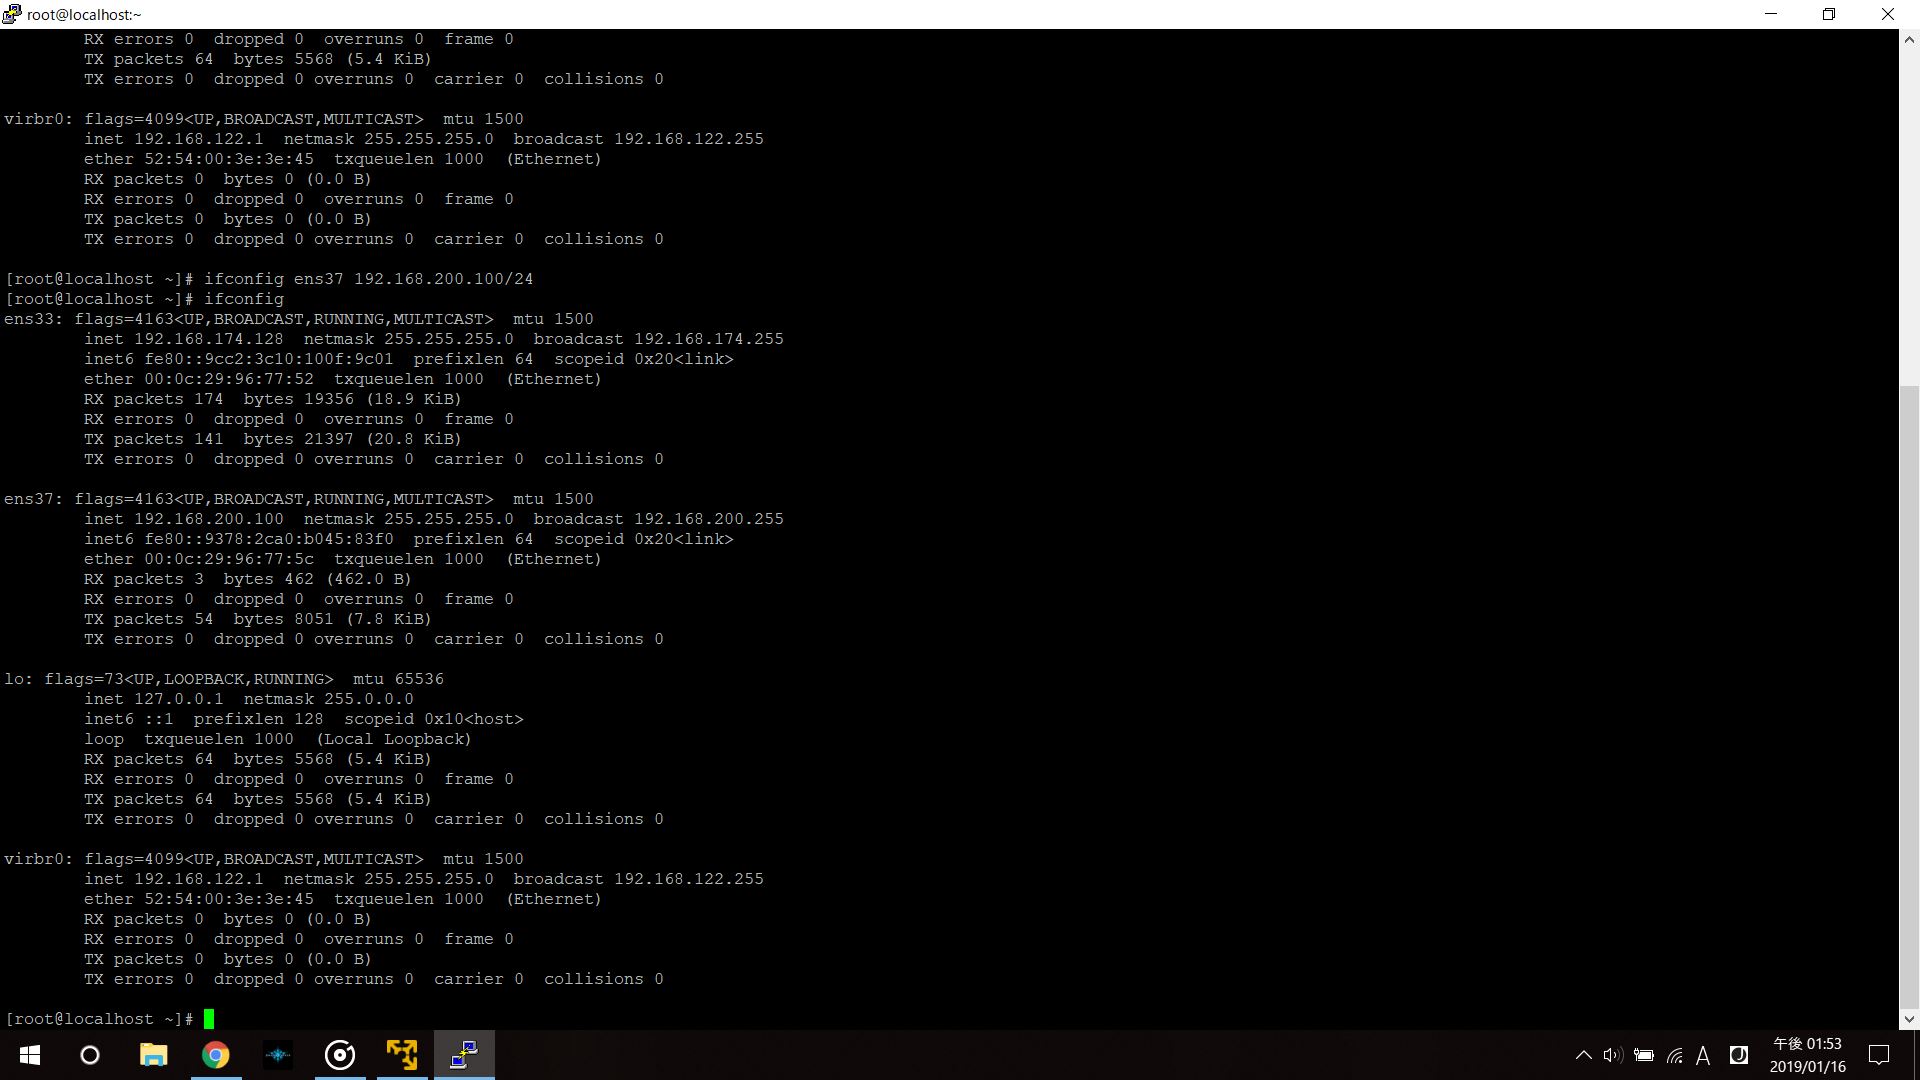 root@localhost:~
        RX errors 0  dropped 0  overruns 0  frame 0
        TX packets 64  bytes 5568 (5.4 KiB)
        TX errors 0  dropped 0 overruns 0  carrier 0  collisions 0

virbr0: flags=4099<UP,BROADCAST,MULTICAST>  mtu 1500
        inet 192.168.122.1  netmask 255.255.255.0  broadcast 192.168.122.255
        ether 52:54:00:3e:3e:45  txqueuelen 1000  (Ethernet)
        RX packets 0  bytes 0 (0.0 B)
        RX errors 0  dropped 0  overruns 0  frame 0
        TX packets 0  bytes 0 (0.0 B)
        TX errors 0  dropped 0 overruns 0  carrier 0  collisions 0

[root@localhost ~]# ifconfig ens37 192.168.200.100/24
[root@localhost ~]# ifconfig
ens33: flags=4163<UP,BROADCAST,RUNNING,MULTICAST>  mtu 1500
        inet 192.168.174.128  netmask 255.255.255.0  broadcast 192.168.174.255
        inet6 fe80::9cc2:3c10:100f:9c01  prefixlen 64  scopeid 0x20<link>
        ether 00:0c:29:96:77:52  txqueuelen 1000  (Ethernet)
        RX packets 174  bytes 19356 (18.9 KiB)
        RX errors 0  dropped 0  overruns 0  frame 0
        TX packets 141  bytes 21397 (20.8 KiB)
        TX errors 0  dropped 0 overruns 0  carrier 0  collisions 0

ens37: flags=4163<UP,BROADCAST,RUNNING,MULTICAST>  mtu 1500
        inet 192.168.200.100  netmask 255.255.255.0  broadcast 192.168.200.255
        inet6 fe80::9378:2ca0:b045:83f0  prefixlen 64  scopeid 0x20<link>
        ether 00:0c:29:96:77:5c  txqueuelen 1000  (Ethernet)
        RX packets 3  bytes 462 (462.0 B)
        RX errors 0  dropped 0  overruns 0  frame 0
        TX packets 54  bytes 8051 (7.8 KiB)
        TX errors 0  dropped 0 overruns 0  carrier 0  collisions 0

lo: flags=73<UP,LOOPBACK,RUNNING>  mtu 65536
        inet 127.0.0.1  netmask 255.0.0.0
        inet6 ::1  prefixlen 128  scopeid 0x10<host>
        loop  txqueuelen 1000  (Local Loopback)
        RX packets 64  bytes 5568 (5.4 KiB)
        RX errors 0  dropped 0  overruns 0  frame 0
        TX packets 64  bytes 5568 (5.4 KiB)
        TX errors 0  dropped 0 overruns 0  carrier 0  collisions 0

virbr0: flags=4099<UP,BROADCAST,MULTICAST>  mtu 1500
        inet 192.168.122.1  netmask 255.255.255.0  broadcast 192.168.122.255
        ether 52:54:00:3e:3e:45  txqueuelen 1000  (Ethernet)
        RX packets 0  bytes 0 (0.0 B)
        RX errors 0  dropped 0  overruns 0  frame 0
        TX packets 0  bytes 0 (0.0 B)
        TX errors 0  dropped 0 overruns 0  carrier 0  collisions 0

[root@localhost ~]#
A
J
午後 01:53
2019/01/16